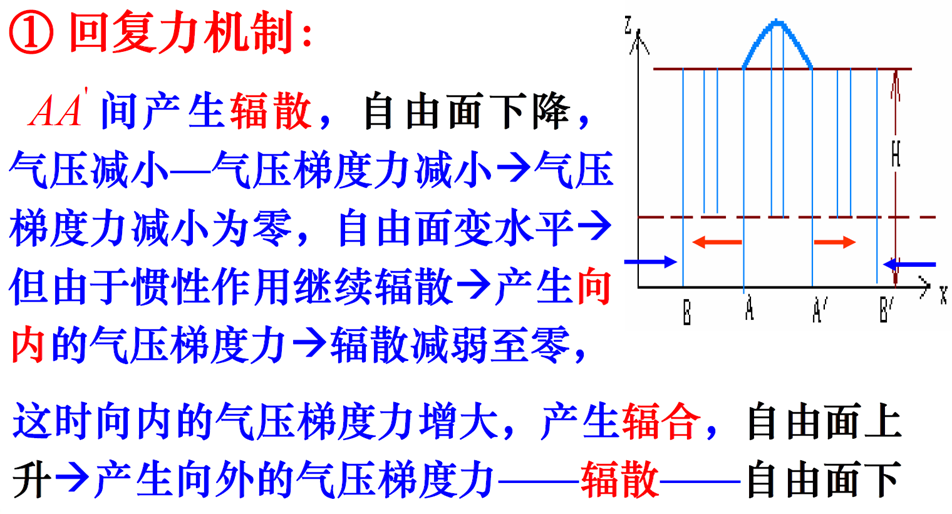 ① 回复力机制：
AA' 间产生辐散，自由面下降，
气压减小—气压梯度力减小→气压
梯度力减小为零，自由面变水平→
但由于惯性作用继续辐散→产生向
内的气压梯度力→辐散减弱至零，
这时向内的气压梯度力增大，产生辐合，自由面上
升→产生向外的气压梯度力——辐散——自由面下
z
H
B A A' B' x